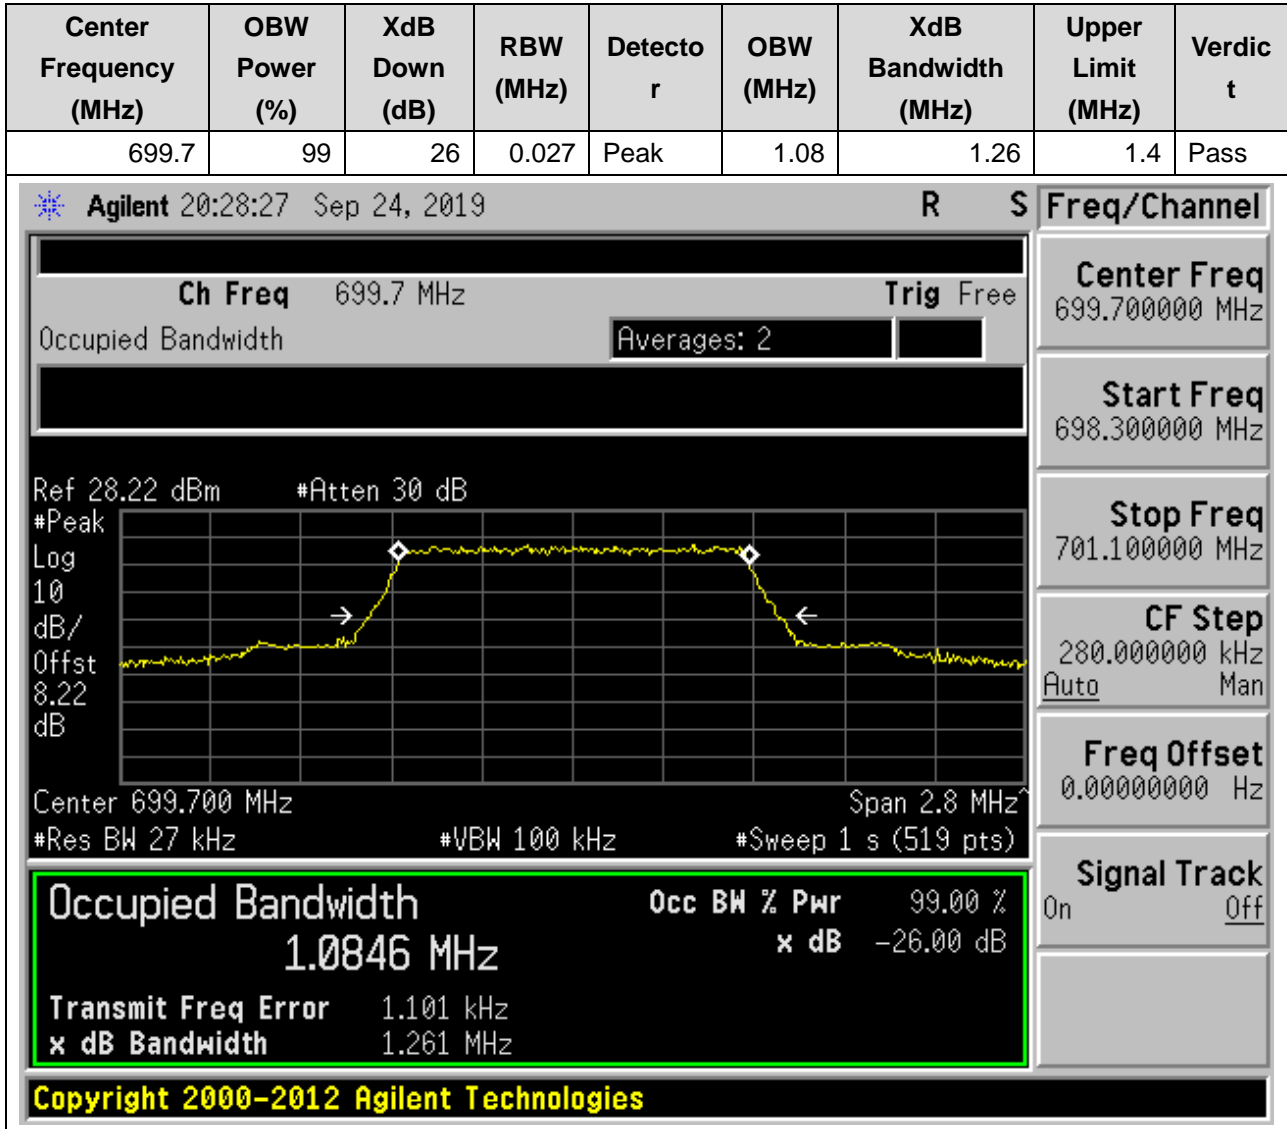 Center Frequency (MHz) OBW Power (%) XdB Down (dB) RBW (MHz) Detector OBW (MHz) XdB Bandwidth (MHz) Upper Limit (MHz) Verdict
699.7 99 26 0.027 Peak 1.08 1.26 1.4 Pass
Agilent 20:28:27 Sep 24, 2019 R S Freq/Channel
Ch Freq 699.7 MHz Trig Free
Occupied Bandwidth Averages: 2
Center Freq
699.700000 MHz
Start Freq
698.300000 MHz
Ref 28.22 dBm #Atten 30 dB
#Peak
Log
10
dB/
Offst
8.22
dB
Stop Freq
701.100000 MHz
CF Step
280.000000 kHz
Auto Man
Freq Offset
0.00000000 Hz
Center 699.700 MHz Span 2.8 MHz^
#Res BW 27 kHz #VBW 100 kHz #Sweep 1 s (519 pts)
Signal Track
On Off
Occupied Bandwidth Occ BW % Pwr 99.00 %
1.0846 MHz x dB -26.00 dB
Transmit Freq Error 1.101 kHz
x dB Bandwidth 1.261 MHz
Copyright 2000-2012 Agilent Technologies